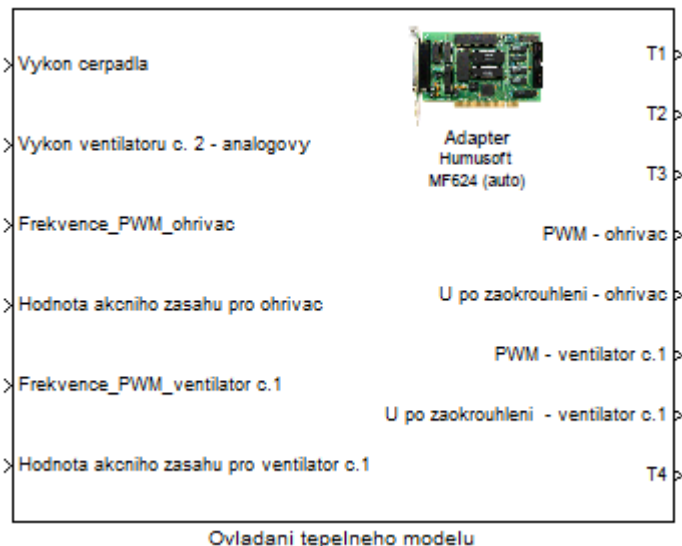 Vykon cerpadla
Vykon ventilatoru c. 2 - analogovy
Frekvence_PWM_ohrivac
Hodnota akcniho zasahu pro ohrivac
Frekvence_PWM_ventilator c.1
Hodnota akcniho zasahu pro ventilator c.1
Adapter
Humusoft
MF624 (auto)
T1
T2
T3
PWM - ohrivac
U po zaokrouhleni - ohrivac
PWM - ventilator c.1
U po zaokrouhleni - ventilator c.1
T4
Ovladani tepelneho modelu